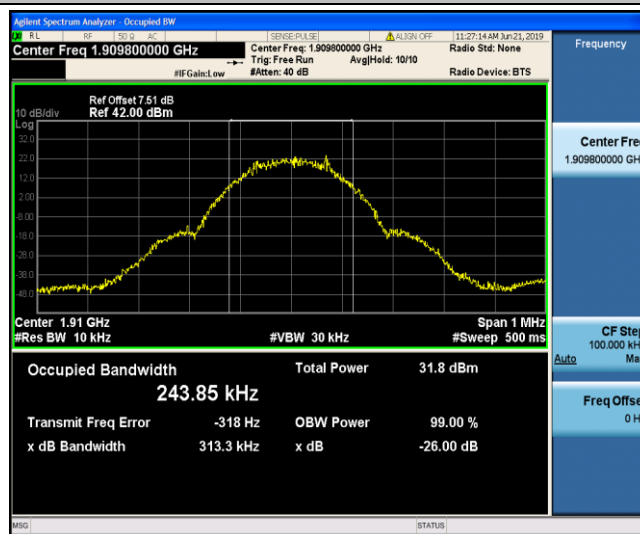 Agilent Spectrum Analyzer - Occupied BW
RL RF 50 Ω AC SENSE:PULSE ALIGN OFF 11:27:14 AM Jun 21, 2019
Center Freq 1.909800000 GHz
Center Freq: 1.909800000 GHz
Radio Std: None
Trig: Free Run Avg|Hold: 10/10
#IFGain:Low
#Atten: 40 dB
Radio Device: BTS
Frequency
Ref Offset 7.51 dB
10 dB/div Ref 42.00 dBm
Log
32.0
22.0
12.0
2.00
-8.00
-18.0
-28.0
-38.0
-48.0
Center Fre
1.909800000 GH
Center 1.91 GHz
Span 1 MHz
#Res BW 10 kHz
#VBW 30 kHz
#Sweep 500 ms
CF Step
100.000 kH
Auto Ma
Occupied Bandwidth
243.85 kHz
Total Power 31.8 dBm
Transmit Freq Error -318 Hz
OBW Power 99.00 %
x dB Bandwidth 313.3 kHz
x dB -26.00 dB
Freq Offse
0 H
MSG
STATUS